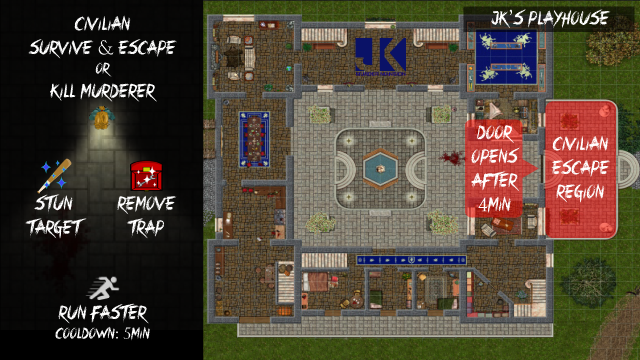 CIVILIAN
SURVIVE & ESCAPE
OR
KILL MURDERER
STUN
TARGET
REMOVE
TRAP
RUN FASTER
COOLDOWN: 5MIN
JK'S PLAYHOUSE
JK
DOOR
OPENS
AFTER
4MIN
CIVILIAN
ESCAPE
REGION